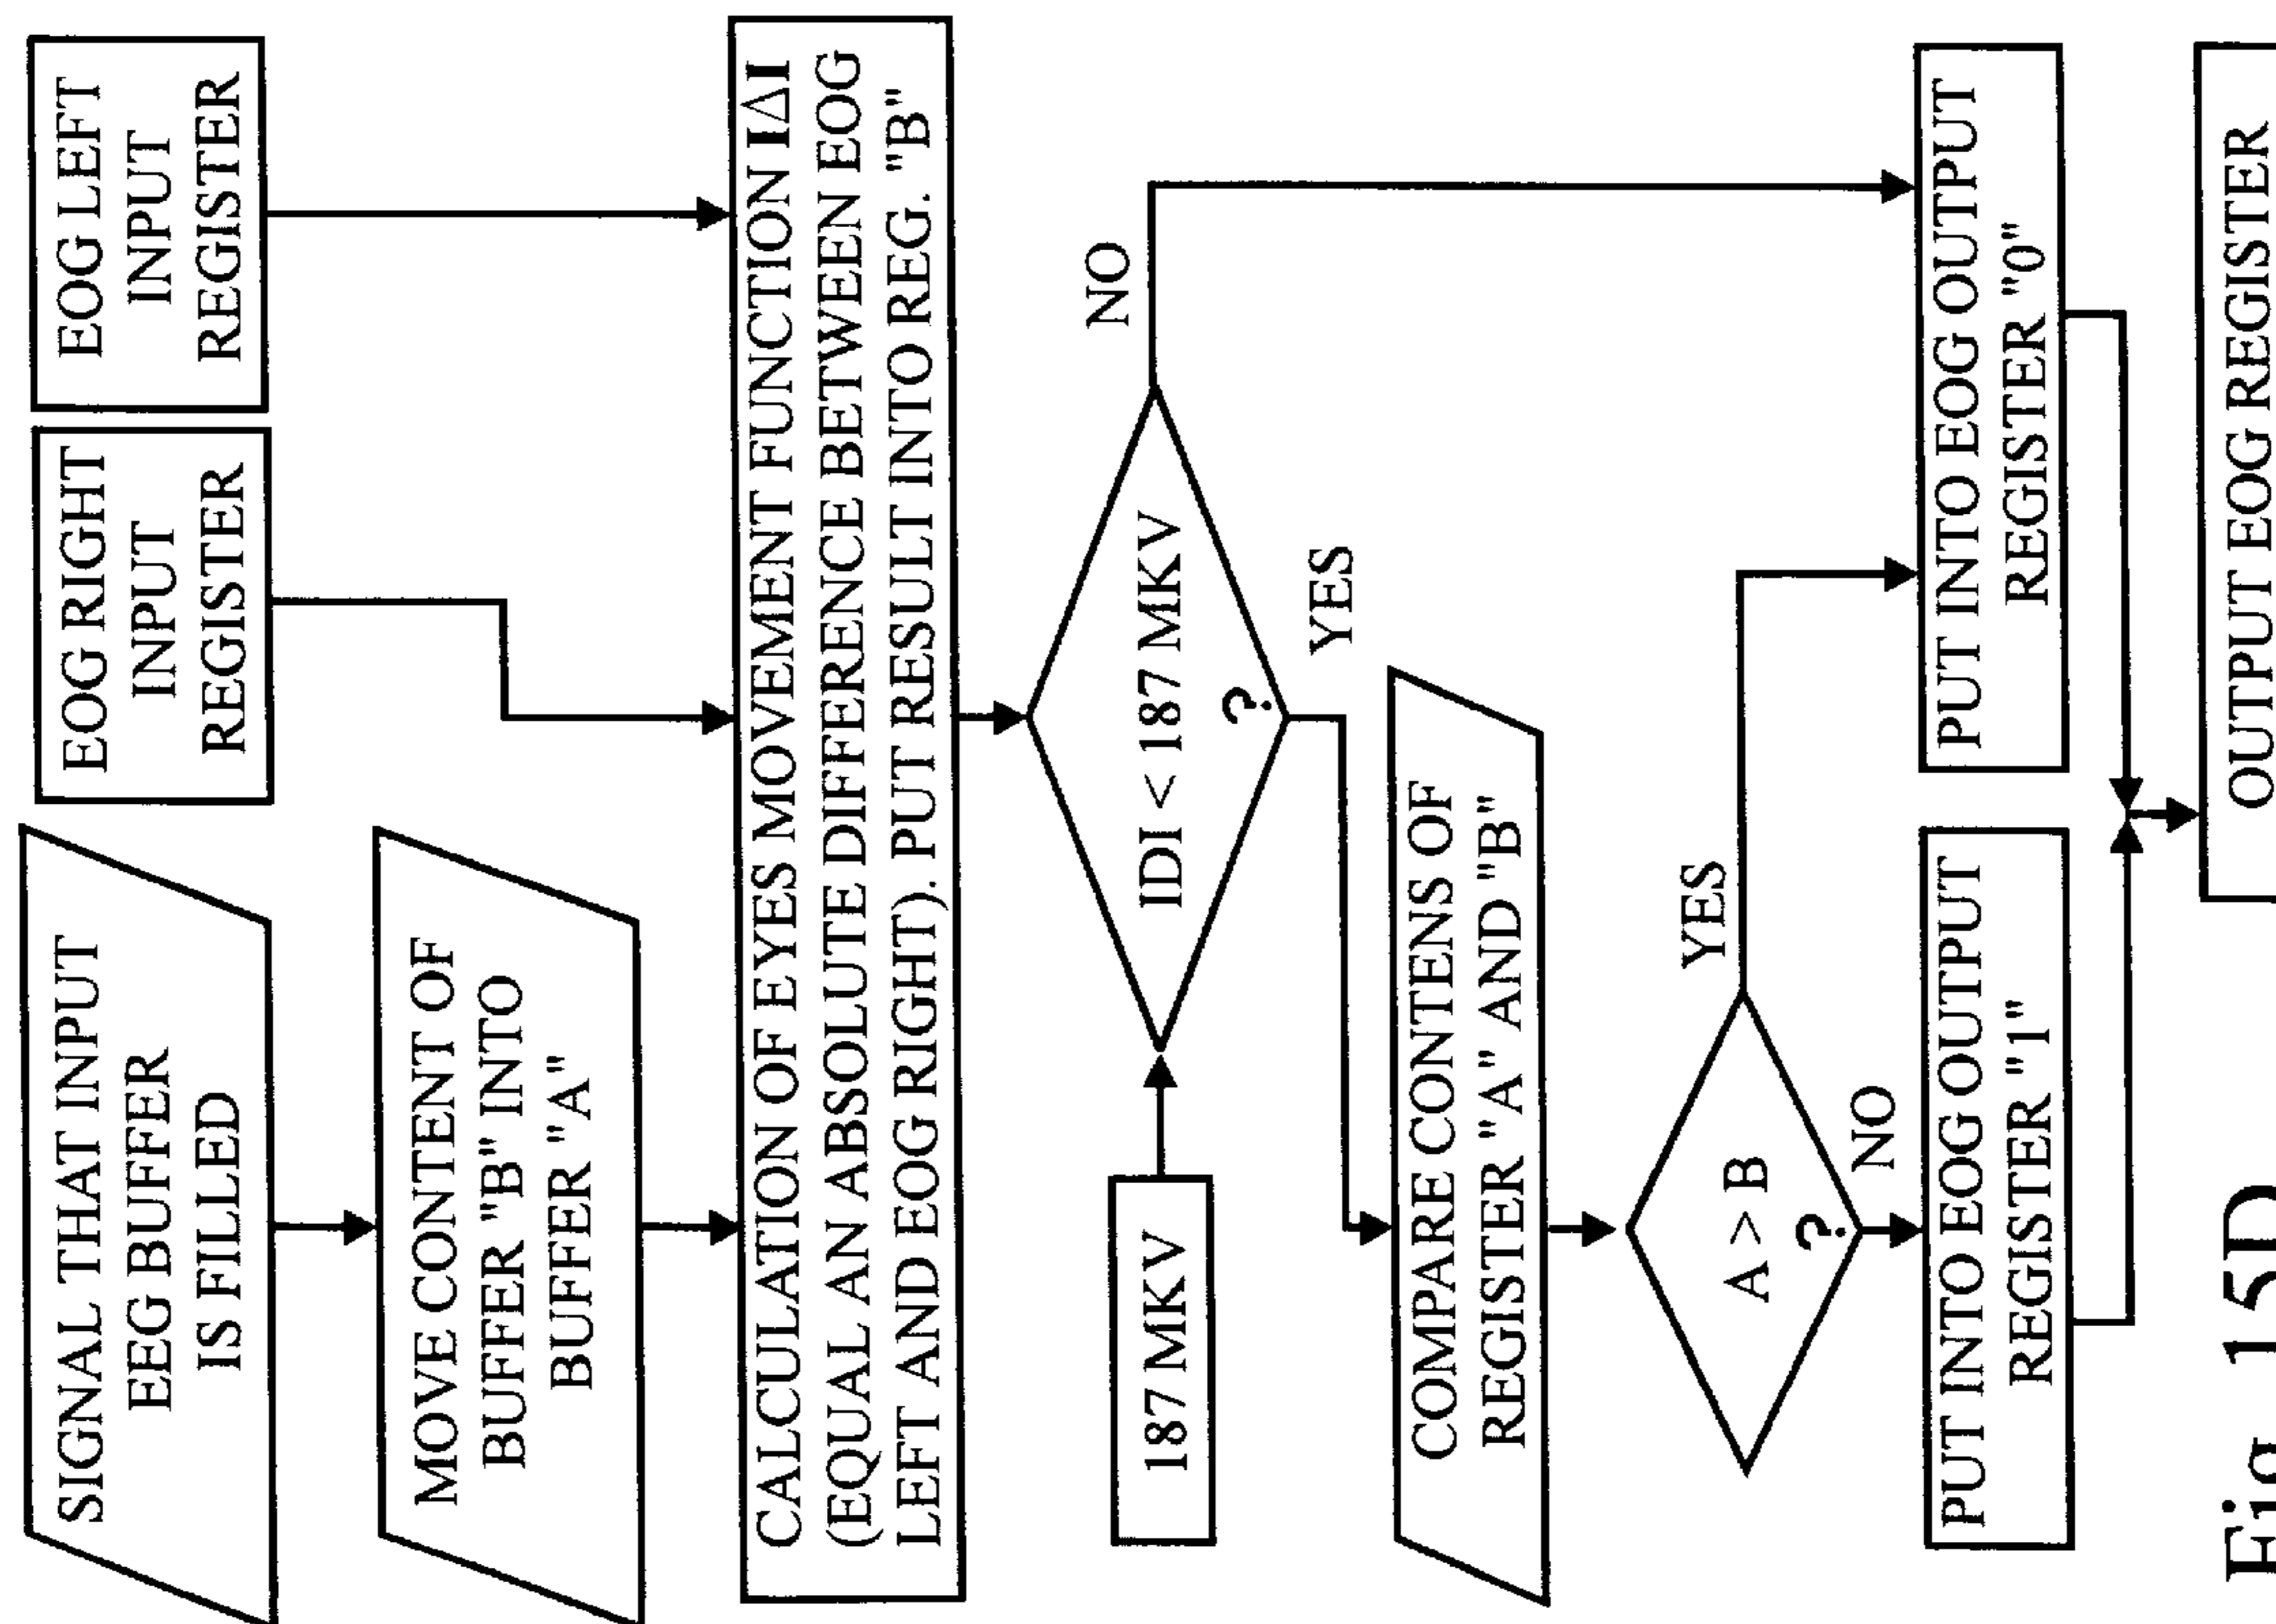 SIGNAL THAT INPUT
EEG BUFFER
IS FILLED
EOG RIGHT
INPUT
REGISTER
EOG LEFT
INPUT
REGISTER
MOVE CONTENT OF
BUFFER "B" INTO
BUFFER "A"
CALCULATION OF EYES MOVEMENT FUNCTION IΔI
(EQUAL AN ABSOLUTE DIFFERENCE BETWEEN EOG
LEFT AND EOG RIGHT). PUT RESULT INTO REG. "B"
187 MKV
IDI < 187 MKV
?
NO
YES
COMPARE CONTENS OF
REGISTER "A" AND "B"
A > B
?
YES
NO
PUT INTO EOG OUTPUT
REGISTER "1"
PUT INTO EOG OUTPUT
REGISTER "0"
OUTPUT EOG REGISTER
Fig. 15D